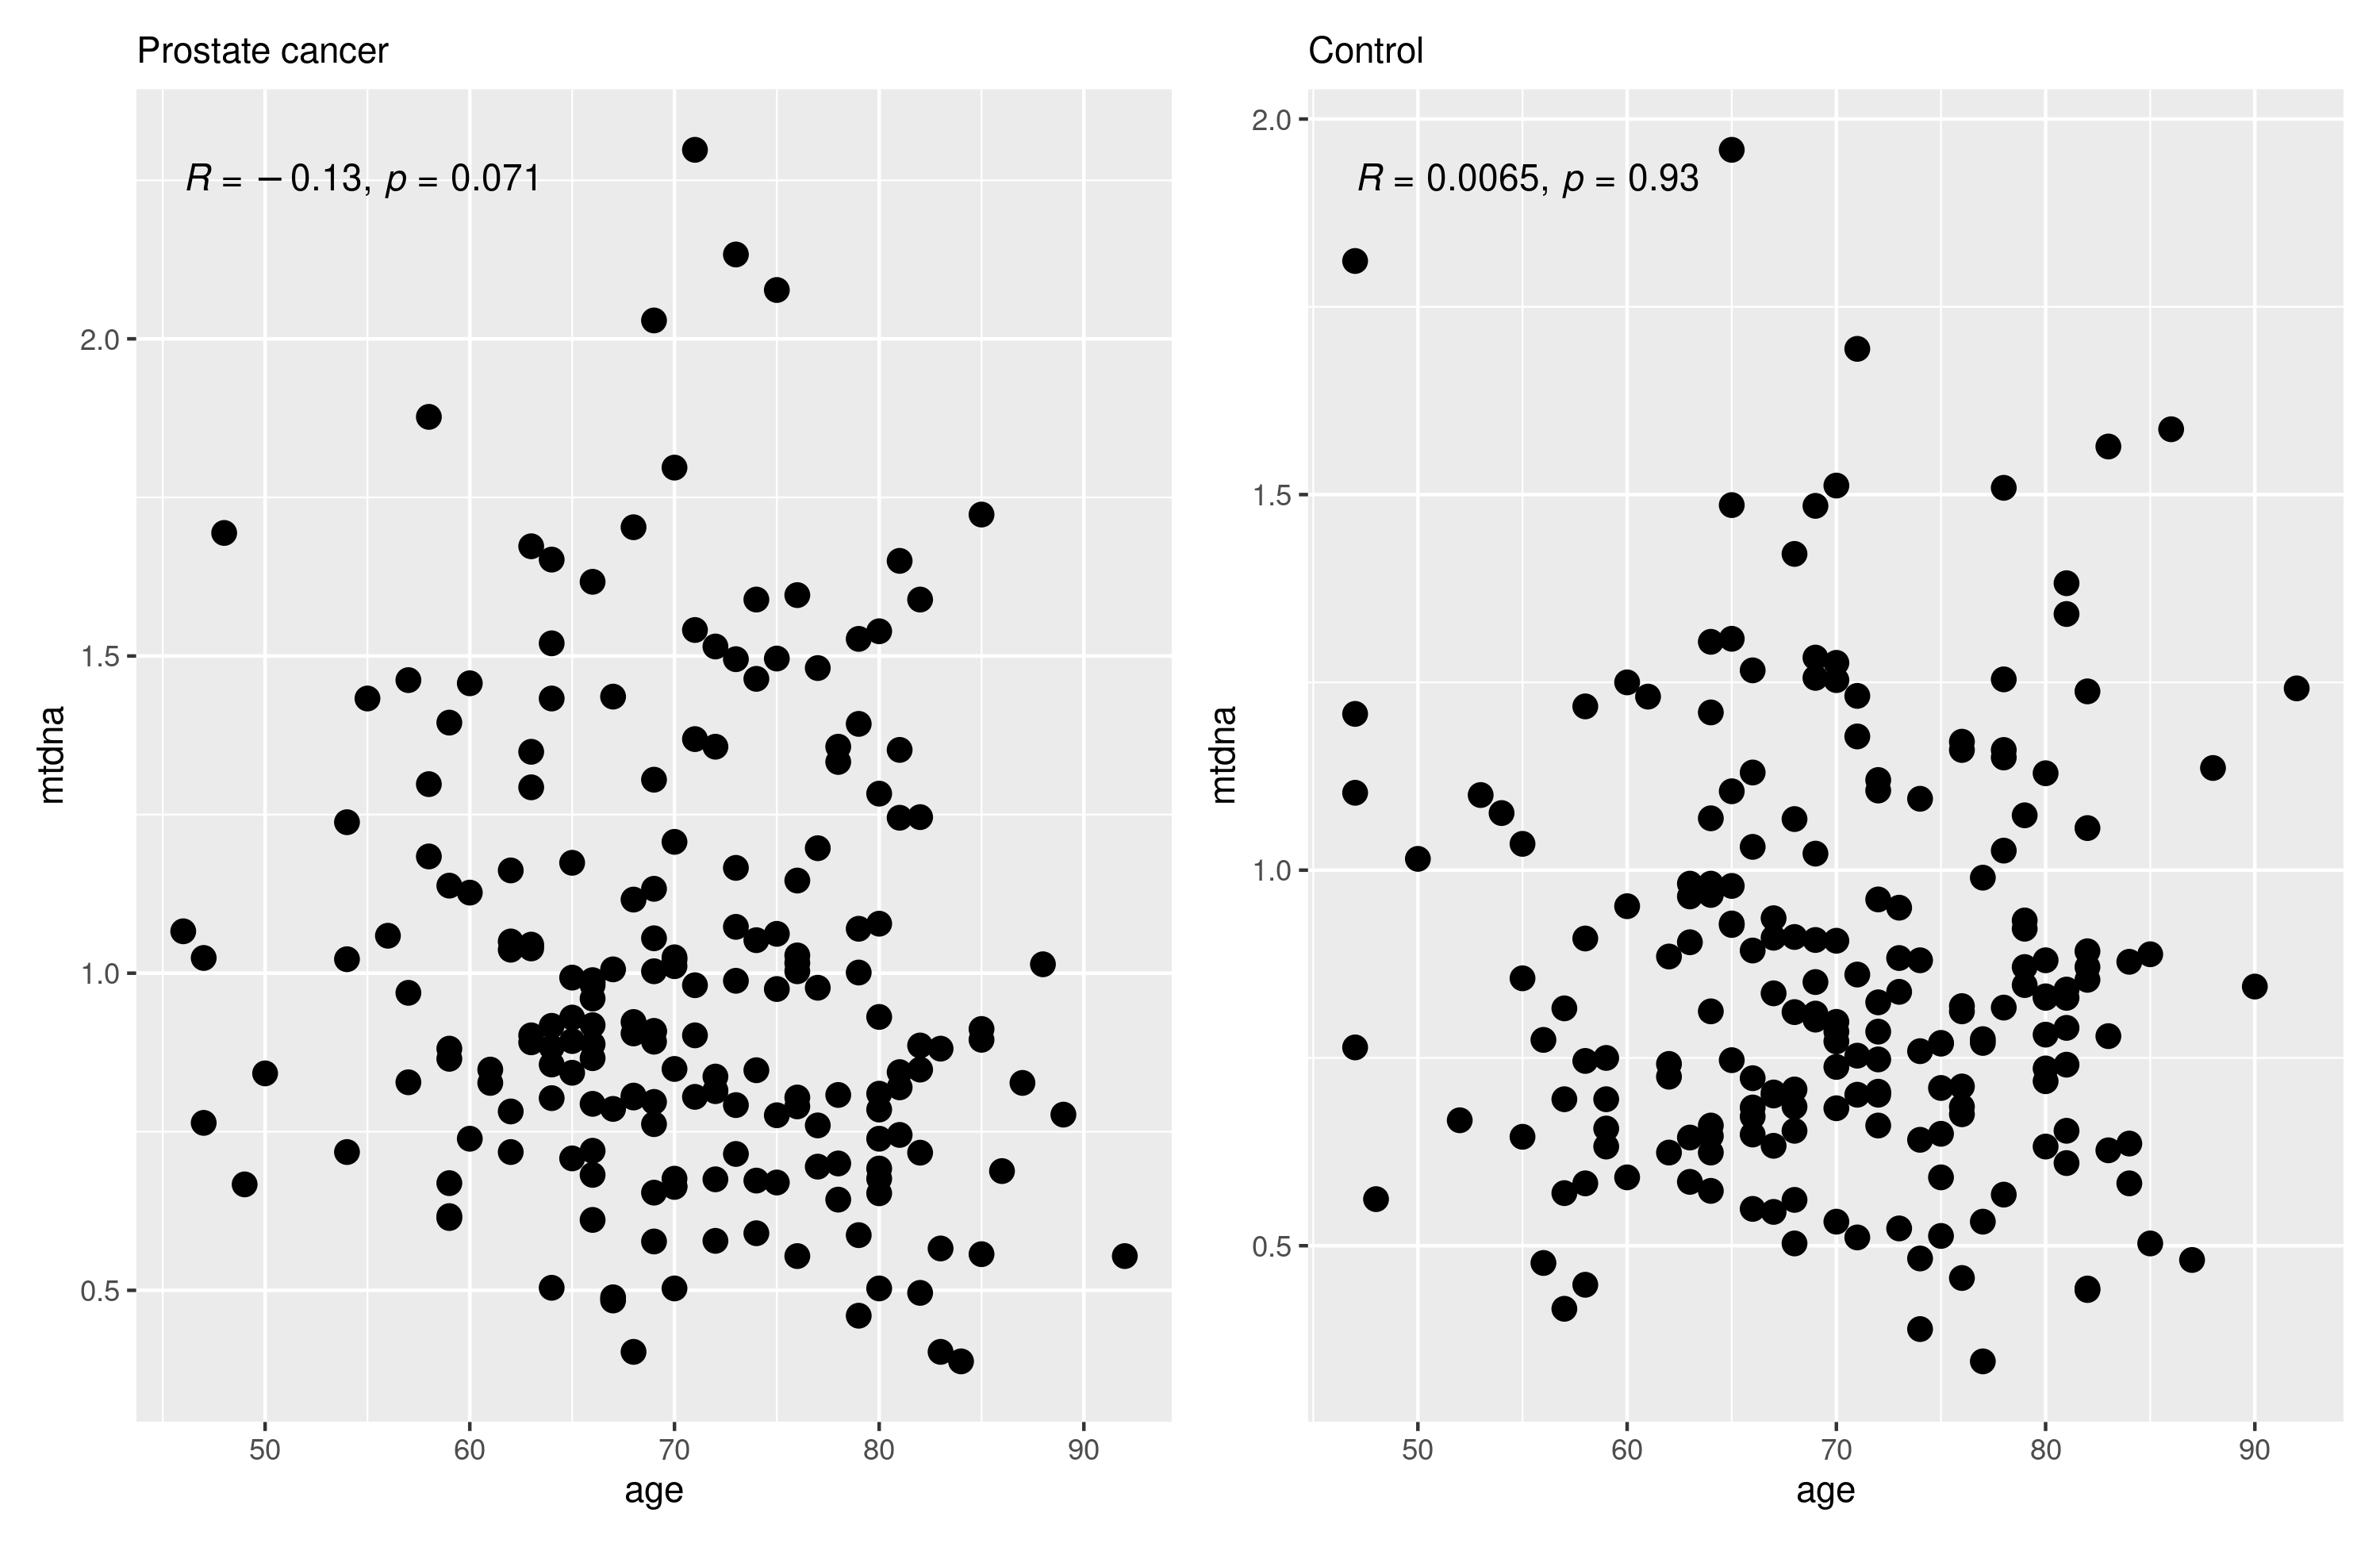 Prostate cancer
R = −0.13, p = 0.071
2.0
1.5
1.0
0.5
mtdna
50 60 70 80 90
age
Control
R = 0.0065, p = 0.93
2.0
1.5
1.0
0.5
mtdna
50 60 70 80 90
age